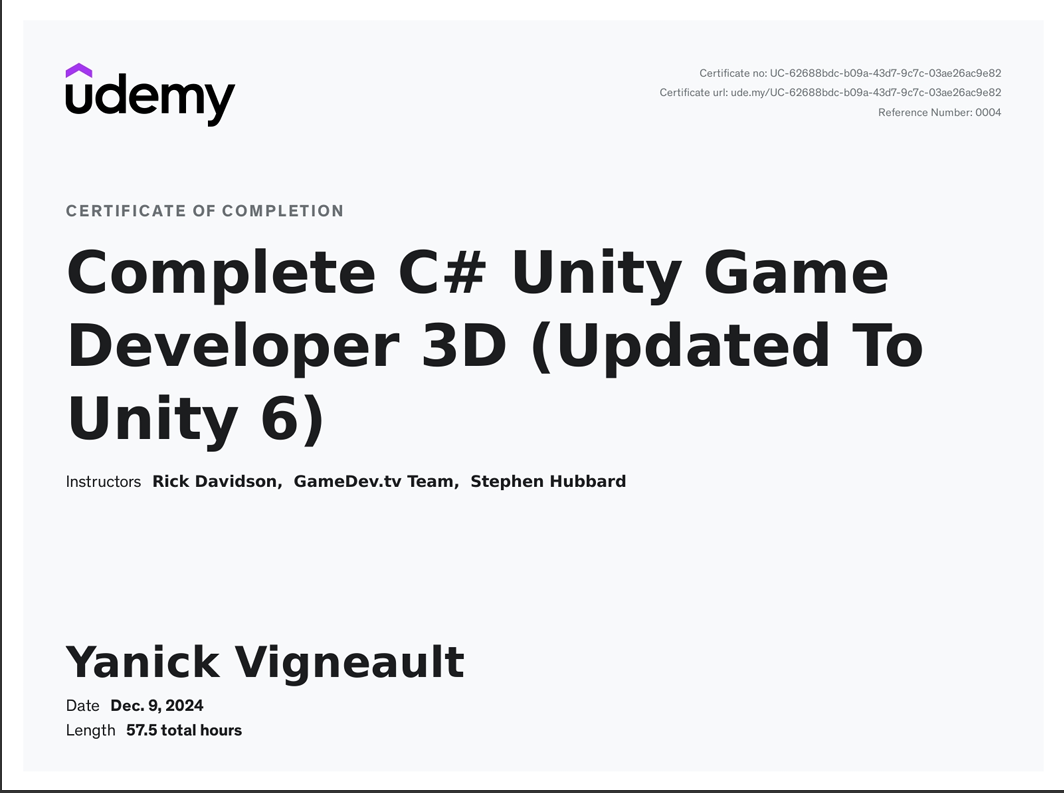 udemy
Certificate no: UC-62688bdc-b09a-43d7-9c7c-03ae26ac9e82
Certificate url: ude.my/UC-62688bdc-b09a-43d7-9c7c-03ae26ac9e82
Reference Number: 0004
CERTIFICATE OF COMPLETION
Complete C# Unity Game
Developer 3D (Updated To
Unity 6)
Instructors Rick Davidson, GameDev.tv Team, Stephen Hubbard
Yanick Vigneault
Date Dec. 9, 2024
Length 57.5 total hours